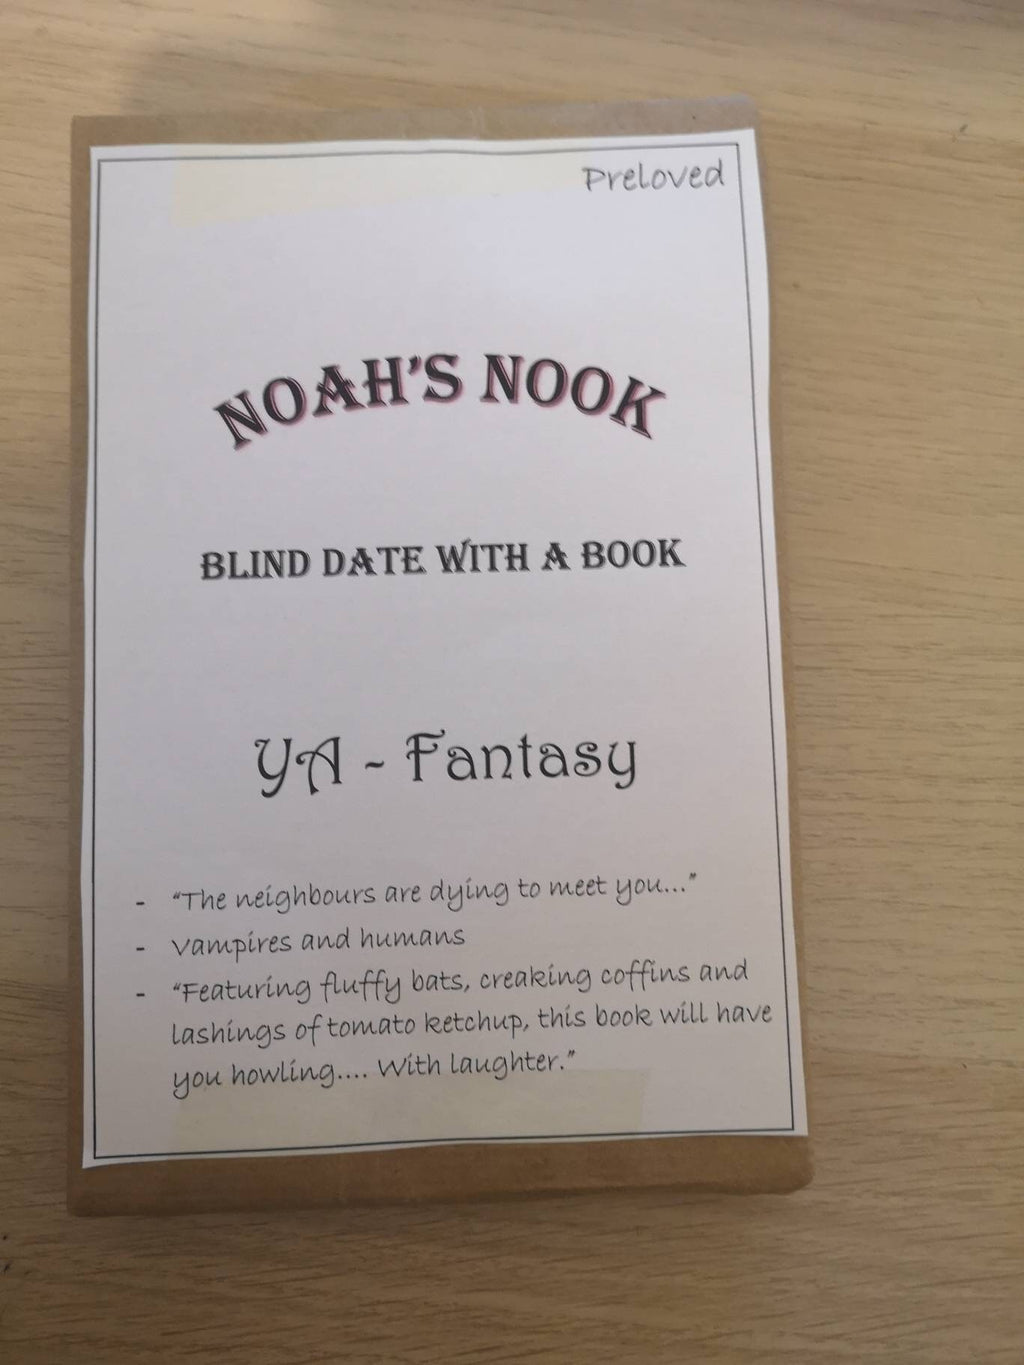 Preloved
NOAH'S NOOK
BLIND DATE WITH A BOOK
YA - Fantasy
- "The neighbours are dying to meet you..."
- Vampires and humans
- "Featuring fluffy bats, creaking coffins and
lashings of tomato ketchup, this book will have
you howling.... With laughter."